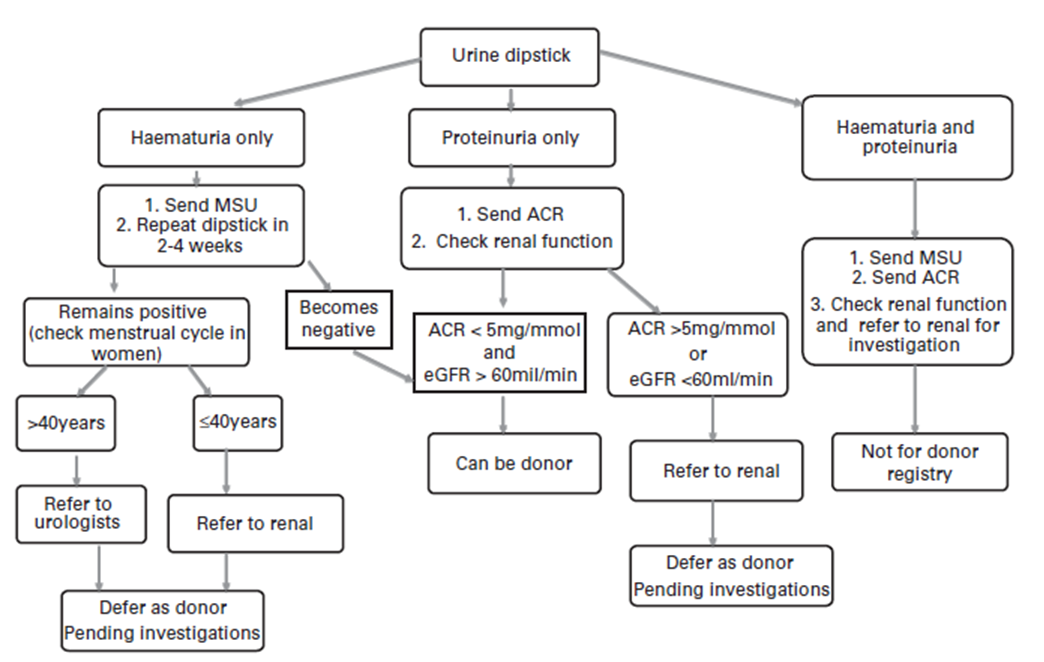 Urine dipstick
Haematuria only
Proteinuria only
Haematuria and
proteinuria
1. Send MSU
2. Repeat dipstick in
2-4 weeks
1. Send ACR
2. Check renal function
1. Send MSU
2. Send ACR
3. Check renal function
and refer to renal for
investigation
Remains positive
(check menstrual cycle in
women)
Becomes
negative
ACR < 5mg/mmol
and
eGFR > 60mil/min
ACR >5mg/mmol
or
eGFR <60ml/min
>40years
≤40years
Can be donor
Refer to renal
Not for donor
registry
Refer to
urologists
Refer to renal
Defer as donor
Pending investigations
Defer as donor
Pending investigations